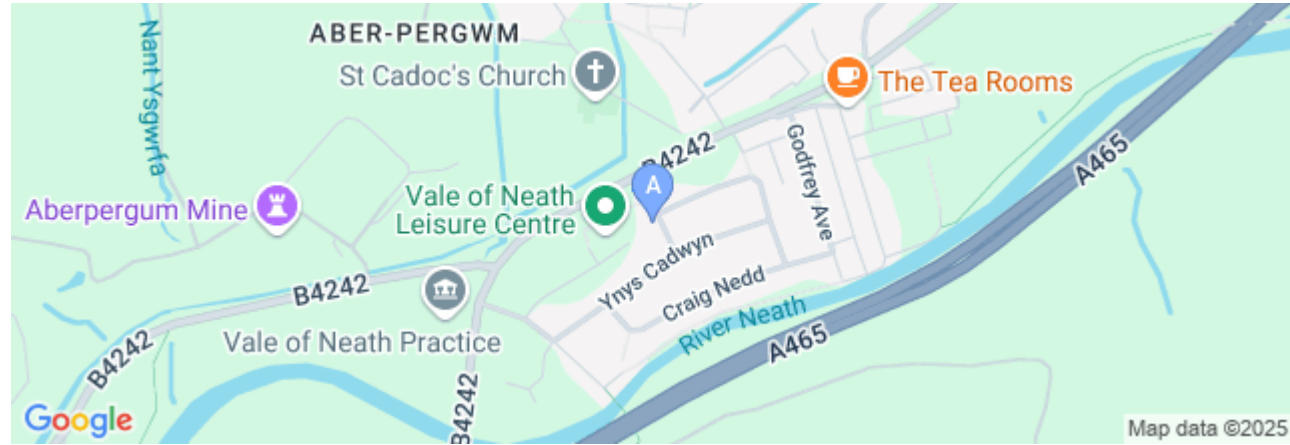 ABER-PERGWM
St Cadoc's Church
Nant Ysgwrfa
The Tea Rooms
B4242
A465
Godfrey Ave
A
Vale of Neath
Leisure Centre
Aberpergum Mine
Ynys Cadwyn
Craig Nedd
B4242
River Neath
A465
Vale of Neath Practice
B4242
B4242
Google
Map data ©2025